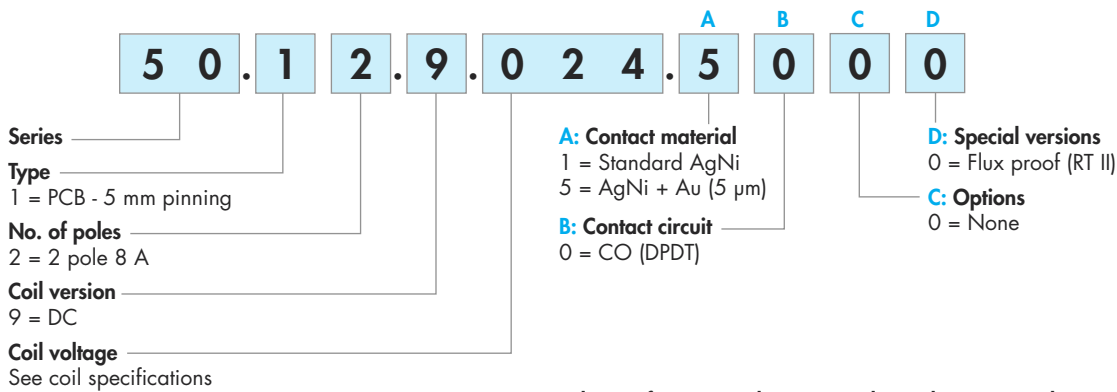 A B C D
5 0 . 1 2 . 9 . 0 2 4 . 5 0 0 0
Series
Type
1 = PCB - 5 mm pinning
No. of poles
2 = 2 pole 8 A
Coil version
9 = DC
Coil voltage
See coil specifications
A: Contact material
1 = Standard AgNi
5 = AgNi + Au (5 µm)
B: Contact circuit
0 = CO (DPDT)
D: Special versions
0 = Flux proof (RT II)
C: Options
0 = None